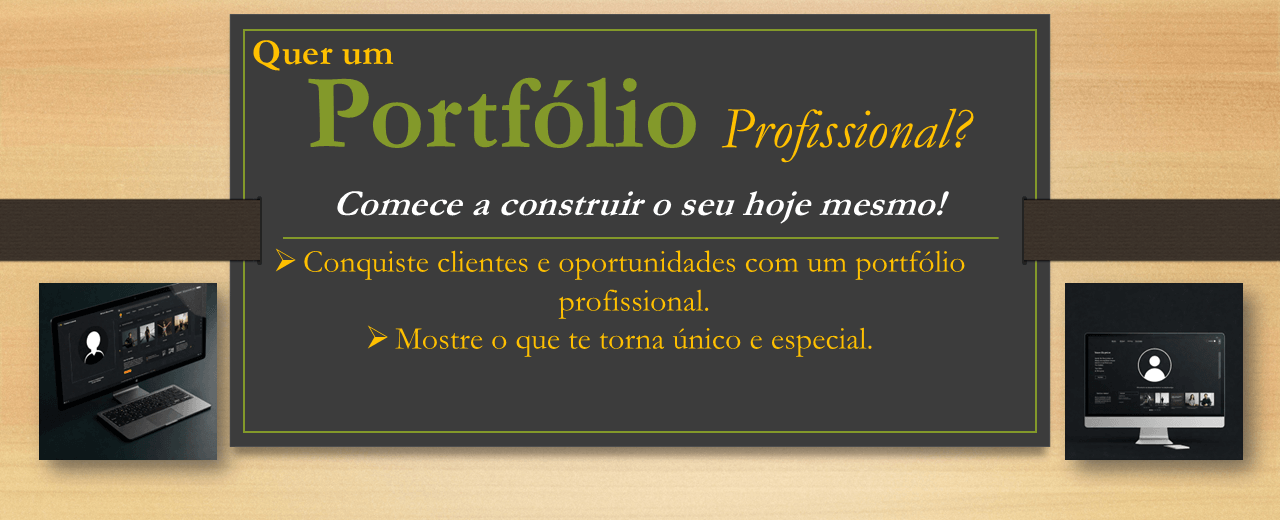 Quer um
Portfólio Profissional?
Comece a construir o seu hoje mesmo!
➢ Conquiste clientes e oportunidades com um portfólio
profissional.
➢ Mostre o que te torna único e especial.